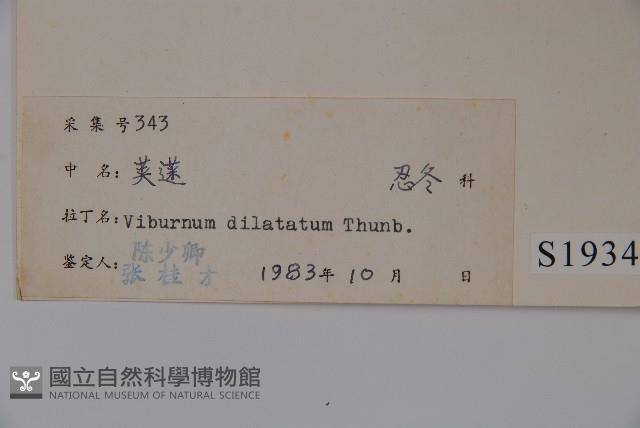 采集号343
中名：荚蒾 忍冬科
拉丁名：Viburnum dilatatum Thunb.
鉴定人：陈少卿
张桂才
1983年10月 日
S1934
國立自然科學博物館
NATIONAL MUSEUM OF NATURAL SCIENCE